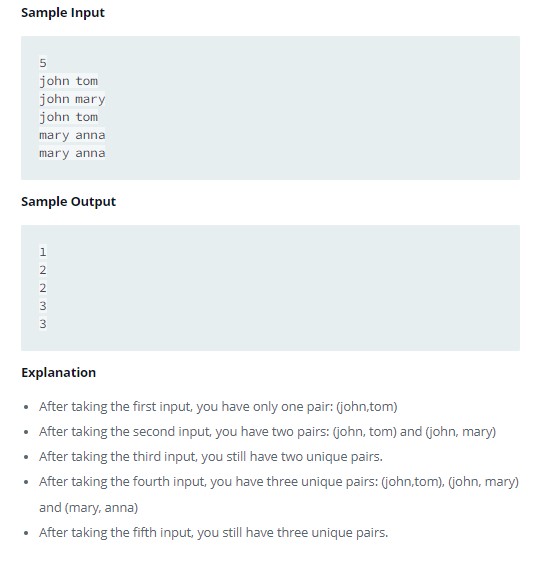 Sample Input
5
john tom
john mary
john tom
mary anna
mary anna
Sample Output
1
2
2
3
3
Explanation
• After taking the first input, you have only one pair: (john,tom)
• After taking the second input, you have two pairs: (john, tom) and (john, mary)
• After taking the third input, you still have two unique pairs.
• After taking the fourth input, you have three unique pairs: (john,tom), (john, mary)
and (mary, anna)
• After taking the fifth input, you still have three unique pairs.